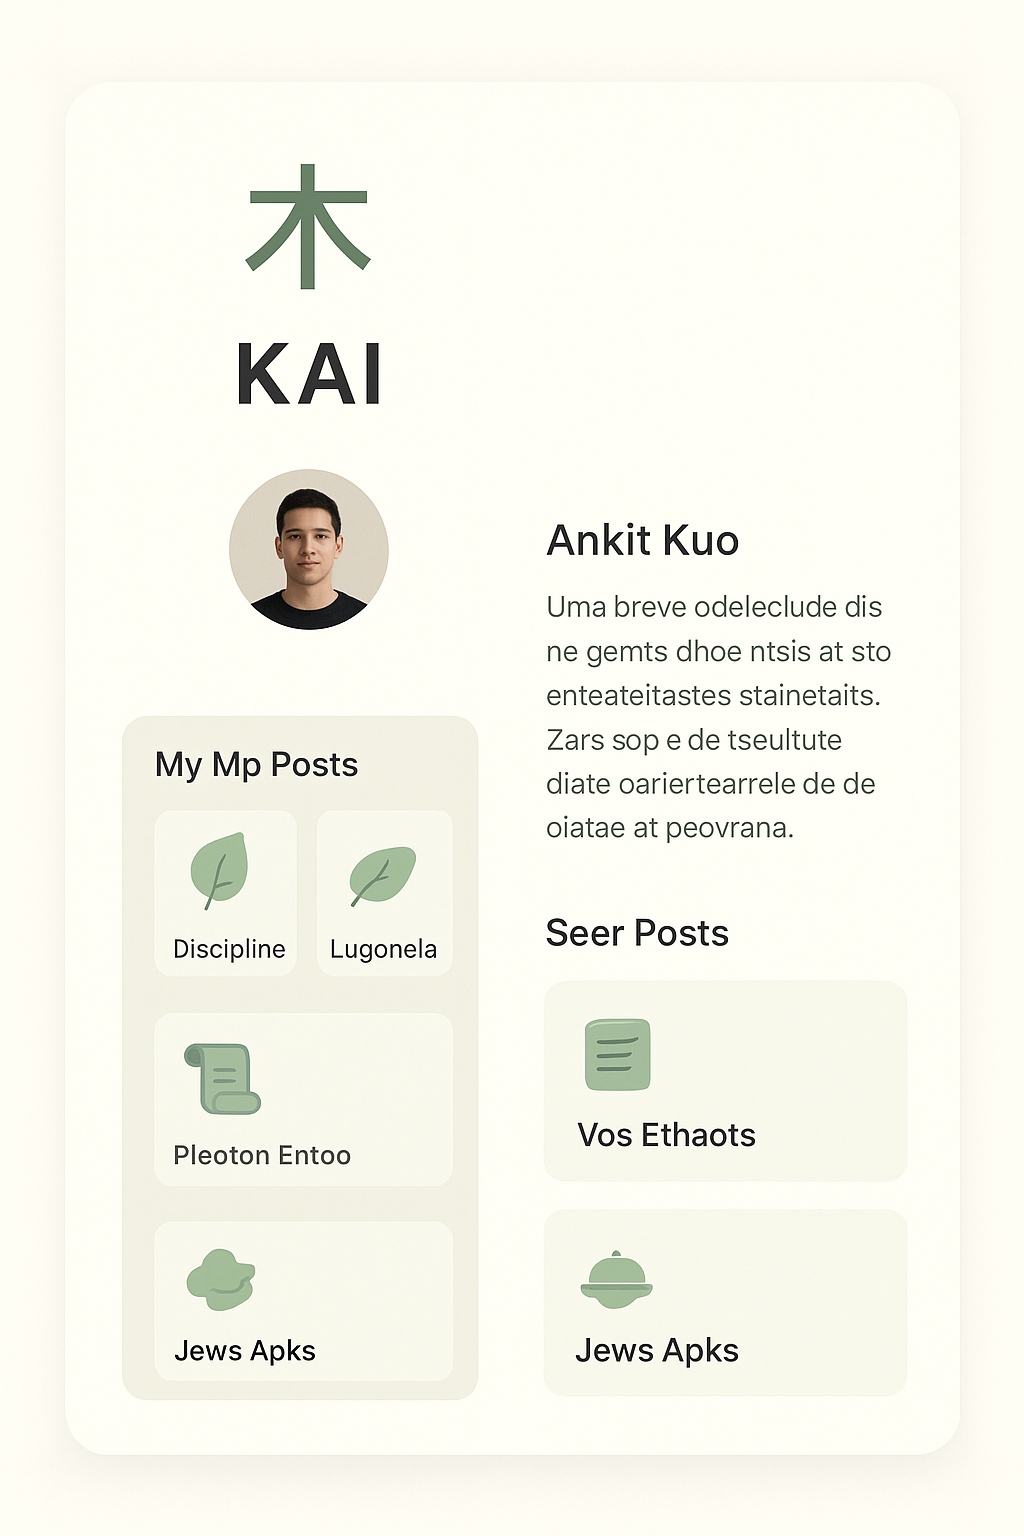 木
KAI
Ankit Kuo
Uma breve odeleclude dis
ne gemts dhoe ntsis at sto
enteateitastes stainetaits.
Zars sop e de tseultute
diate oariertearrele de de
oiatae at peovrana.
My Mp Posts
Discipline
Lugonela
Pleoton Entoo
Jews Apks
Seer Posts
Vos Ethaots
Jews Apks